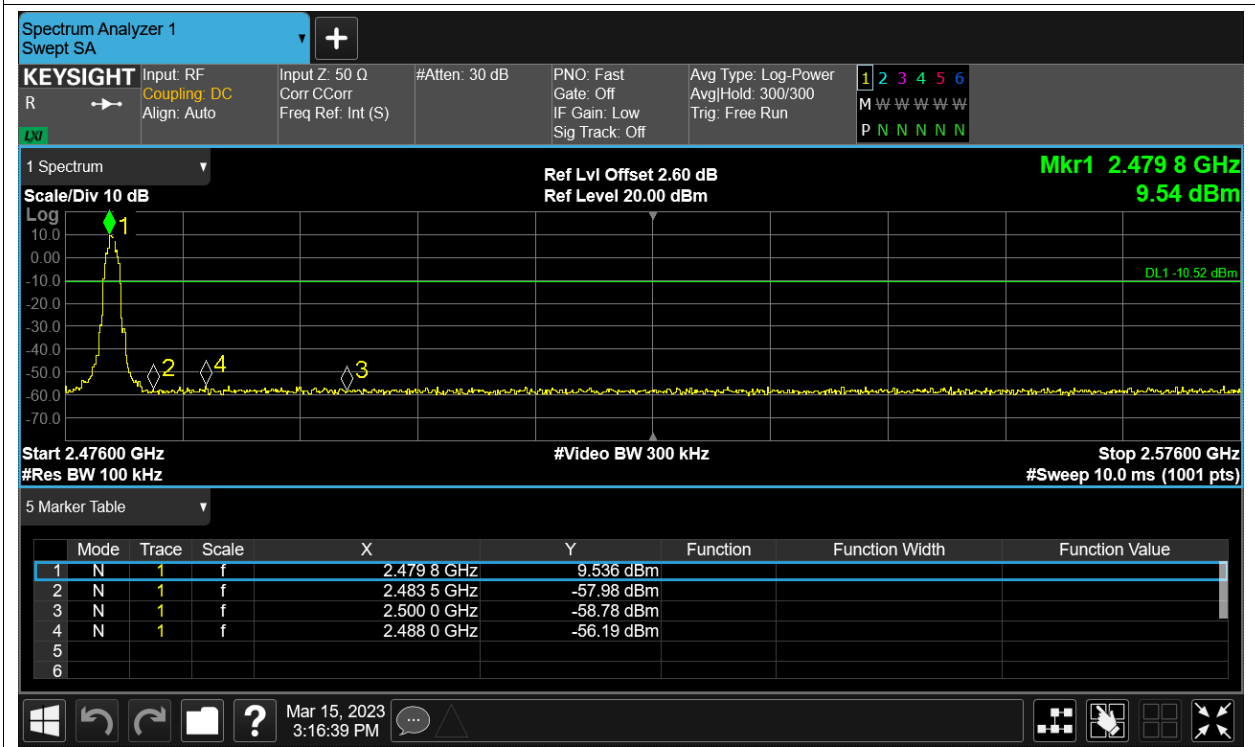 Spectrum Analyzer 1
Swept SA
+
KEYSIGHT Input: RF Input Z: 50 Ω #Atten: 30 dB PNO: Fast Avg Type: Log-Power 1 2 3 4 5 6
R Coupling: DC Corr CCorr Gate: Off Avg|Hold: 300/300 M W W W W W W
Align: Auto Freq Ref: Int (S) IF Gain: Low Trig: Free Run
LXI Sig Track: Off P N N N N N
1 Spectrum Ref Lvl Offset 2.60 dB Mkr1 2.479 8 GHz
Scale/Div 10 dB Ref Level 20.00 dBm 9.54 dBm
Log
1
10.0
0.00
DL1 -10.52 dBm
-10.0
-20.0
-30.0
-40.0
2 4 3
-50.0
-60.0
-70.0
Start 2.47600 GHz #Video BW 300 kHz Stop 2.57600 GHz
#Res BW 100 kHz #Sweep 10.0 ms (1001 pts)
5 Marker Table
Mode Trace Scale X Y Function Function Width Function Value
1 N 1 f 2.479 8 GHz 9.536 dBm
2 N 1 f 2.483 5 GHz -57.98 dBm
3 N 1 f 2.500 0 GHz -58.78 dBm
4 N 1 f 2.488 0 GHz -56.19 dBm
5
6
? Mar 15, 2023
3:16:39 PM